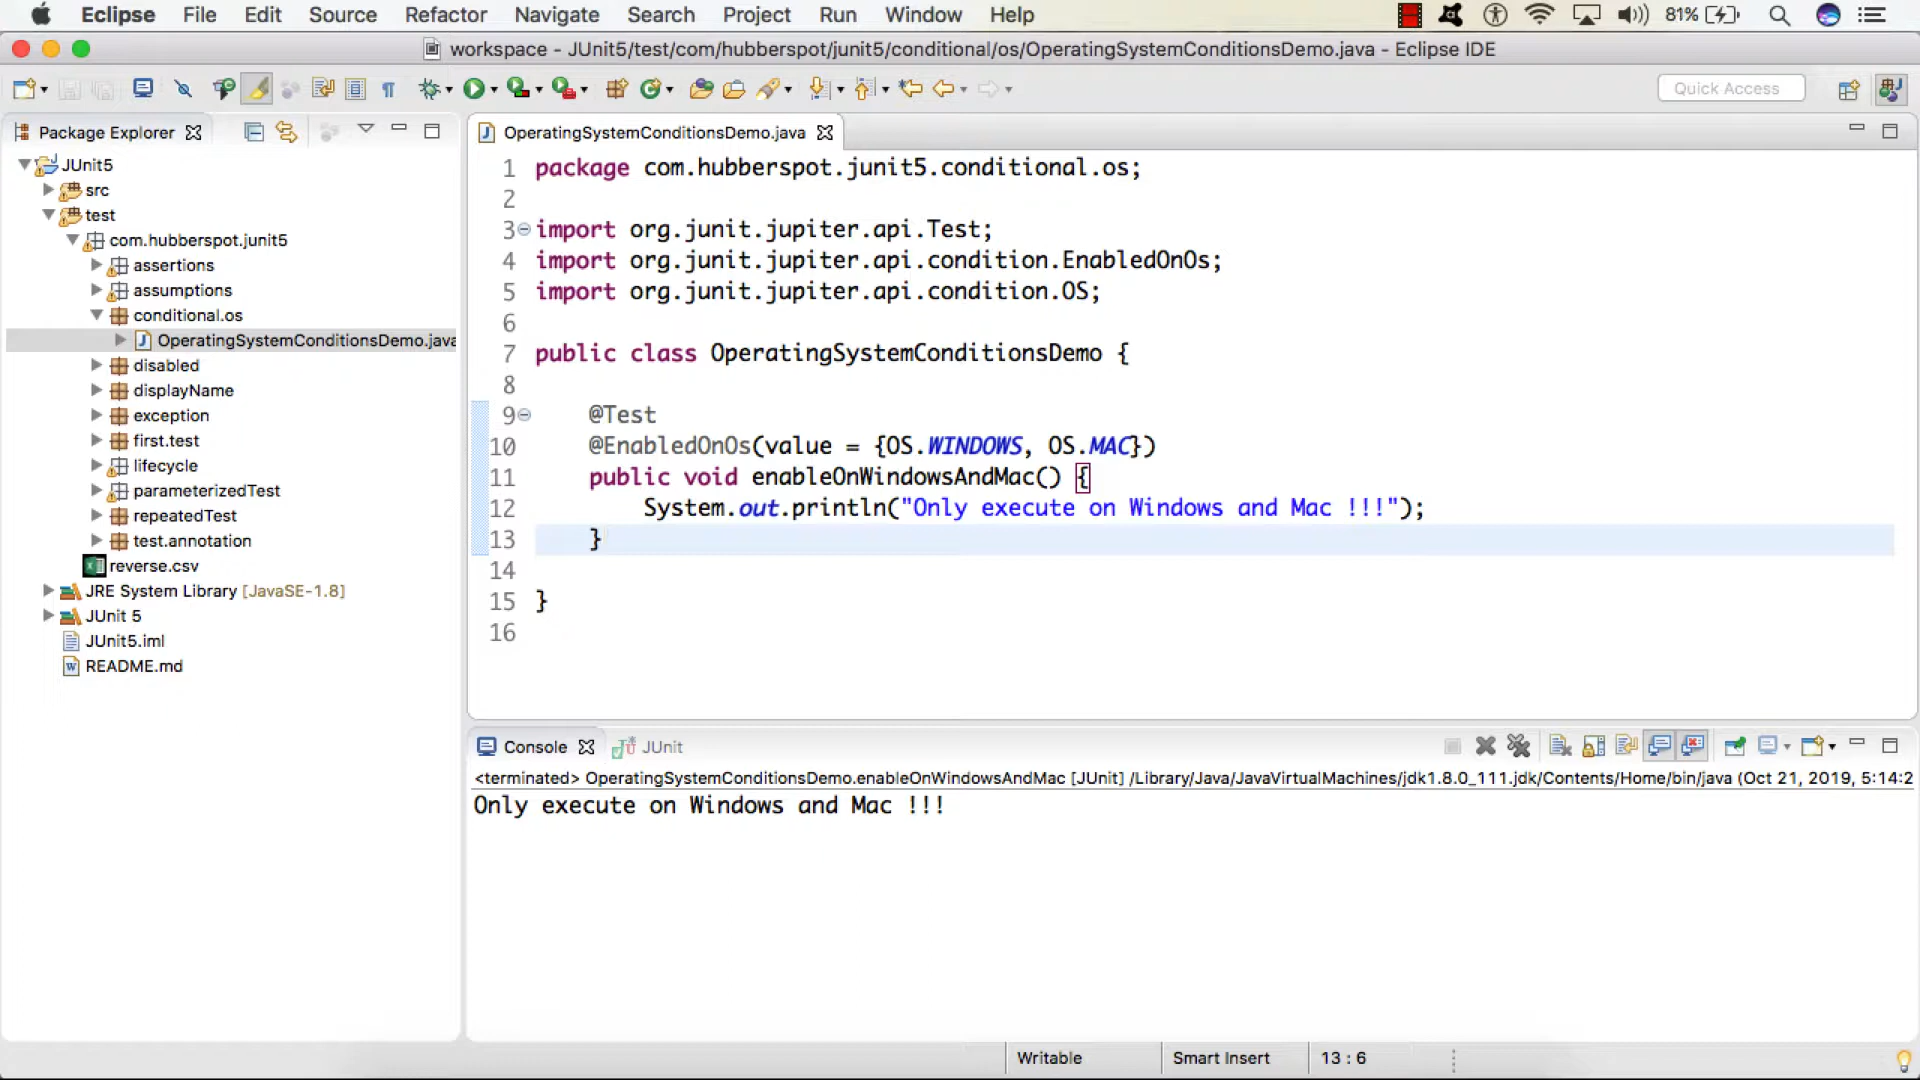 Eclipse File Edit Source Refactor Navigate Search Project Run Window Help 81%
workspace - JUnit5/test/com/hubberspot/junit5/conditional/os/OperatingSystemConditionsDemo.java - Eclipse IDE
Quick Access
Package Explorer
JUnit5
src
test
com.hubberspot.junit5
assertions
assumptions
conditional.os
OperatingSystemConditionsDemo.java
disabled
displayName
exception
first.test
lifecycle
parameterizedTest
repeatedTest
test.annotation
reverse.csv
JRE System Library [JavaSE-1.8]
JUnit 5
JUnit5.iml
README.md
OperatingSystemConditionsDemo.java
1 package com.hubberspot.junit5.conditional.os;
2
3 import org.junit.jupiter.api.Test;
4 import org.junit.jupiter.api.condition.EnabledOnOs;
5 import org.junit.jupiter.api.condition.OS;
6
7 public class OperatingSystemConditionsDemo {
8
9 @Test
10 @EnabledOnOs(value = {OS.WINDOWS, OS.MAC})
11 public void enableOnWindowsAndMac() {
12 System.out.println("Only execute on Windows and Mac !!!");
13 }
14
15 }
16
Console JUnit
<terminated> OperatingSystemConditionsDemo.enableOnWindowsAndMac [JUnit] /Library/Java/JavaVirtualMachines/jdk1.8.0_111.jdk/Contents/Home/bin/java (Oct 21, 2019, 5:14:2
Only execute on Windows and Mac !!!
Writable Smart Insert 13 : 6